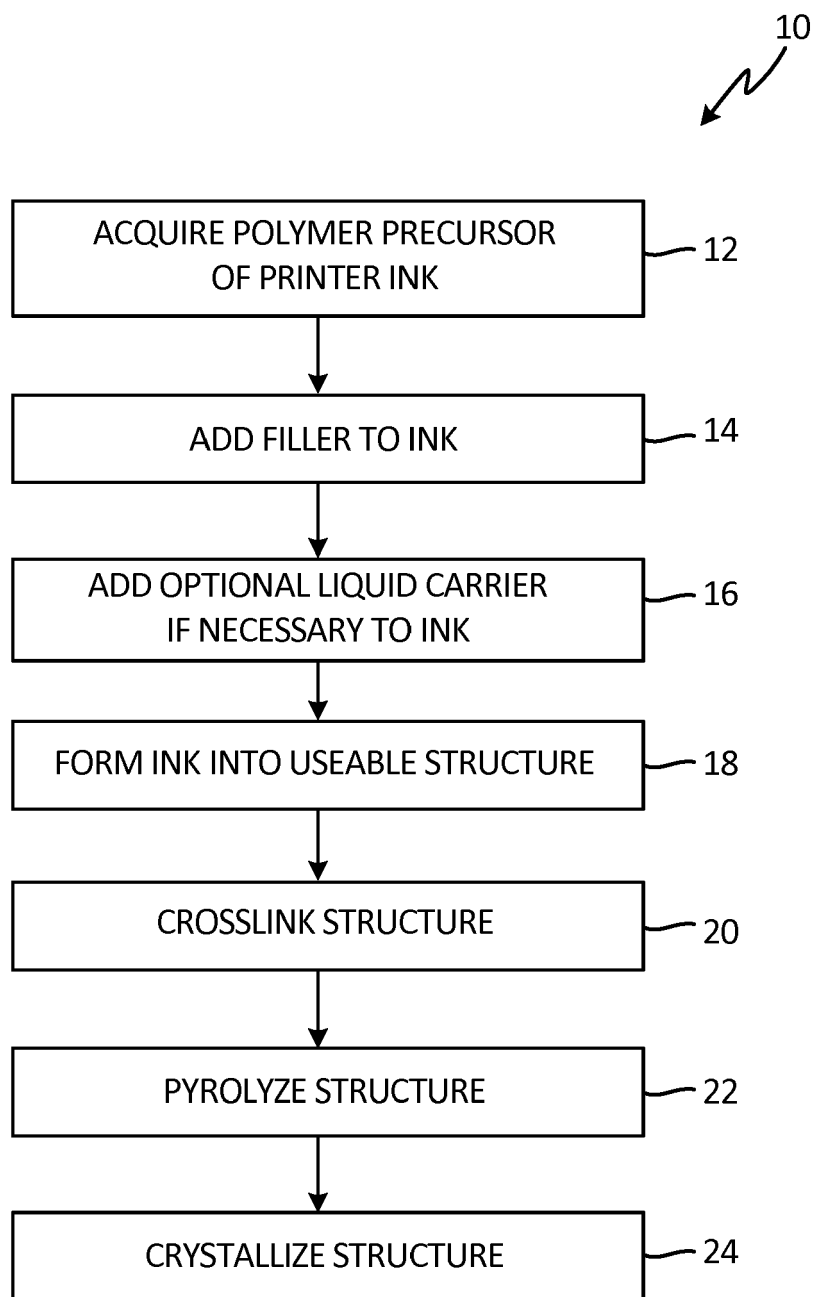 10
ACQUIRE POLYMER PRECURSOR
OF PRINTER INK
12
ADD FILLER TO INK
14
ADD OPTIONAL LIQUID CARRIER
IF NECESSARY TO INK
16
FORM INK INTO USEABLE STRUCTURE
18
CROSSLINK STRUCTURE
20
PYROLYZE STRUCTURE
22
CRYSTALLIZE STRUCTURE
24